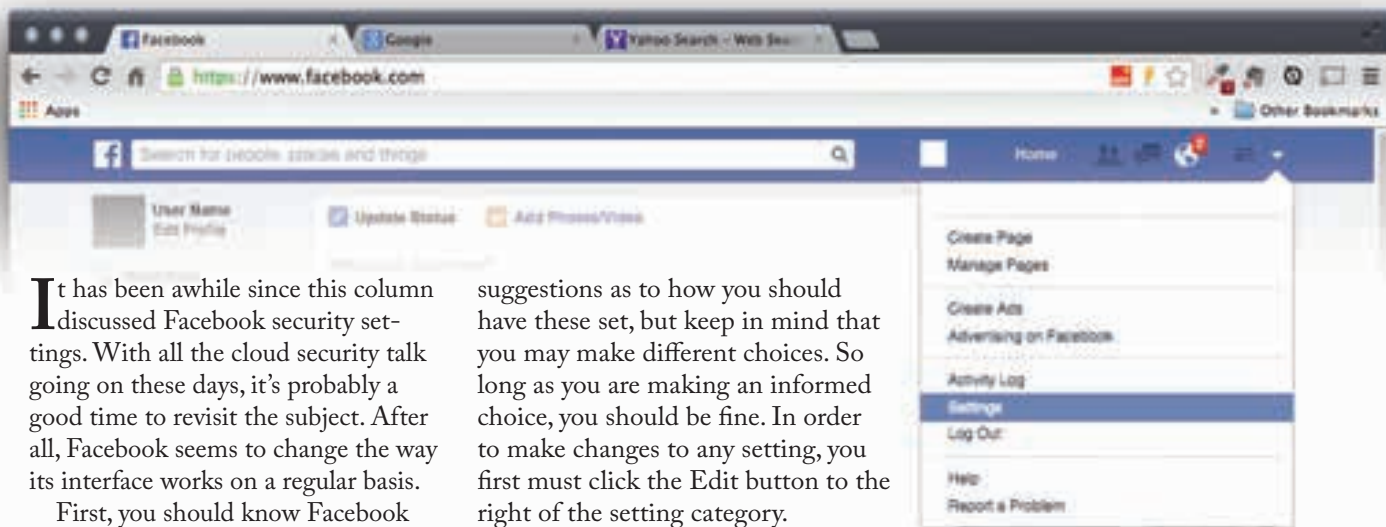 Facebook
Google
Yahoo Search - Web Sea
https://www.facebook.com
Apps
Other Bookmarks
Search for people, places and things
Home
2
User Name
Edit Profile
Update Status
Add Photos/Video
Create Page
Manage Pages
Create Ads
Advertising on Facebook
Activity Log
Settings
Log Out
Help
Report a Problem
It has been awhile since this column
discussed Facebook security set-
tings. With all the cloud security talk
going on these days, it’s probably a
good time to revisit the subject. After
all, Facebook seems to change the way
its interface works on a regular basis.
First, you should know Facebook
suggestions as to how you should
have these set, but keep in mind that
you may make different choices. So
long as you are making an informed
choice, you should be fine. In order
to make changes to any setting, you
first must click the Edit button to the
right of the setting category.